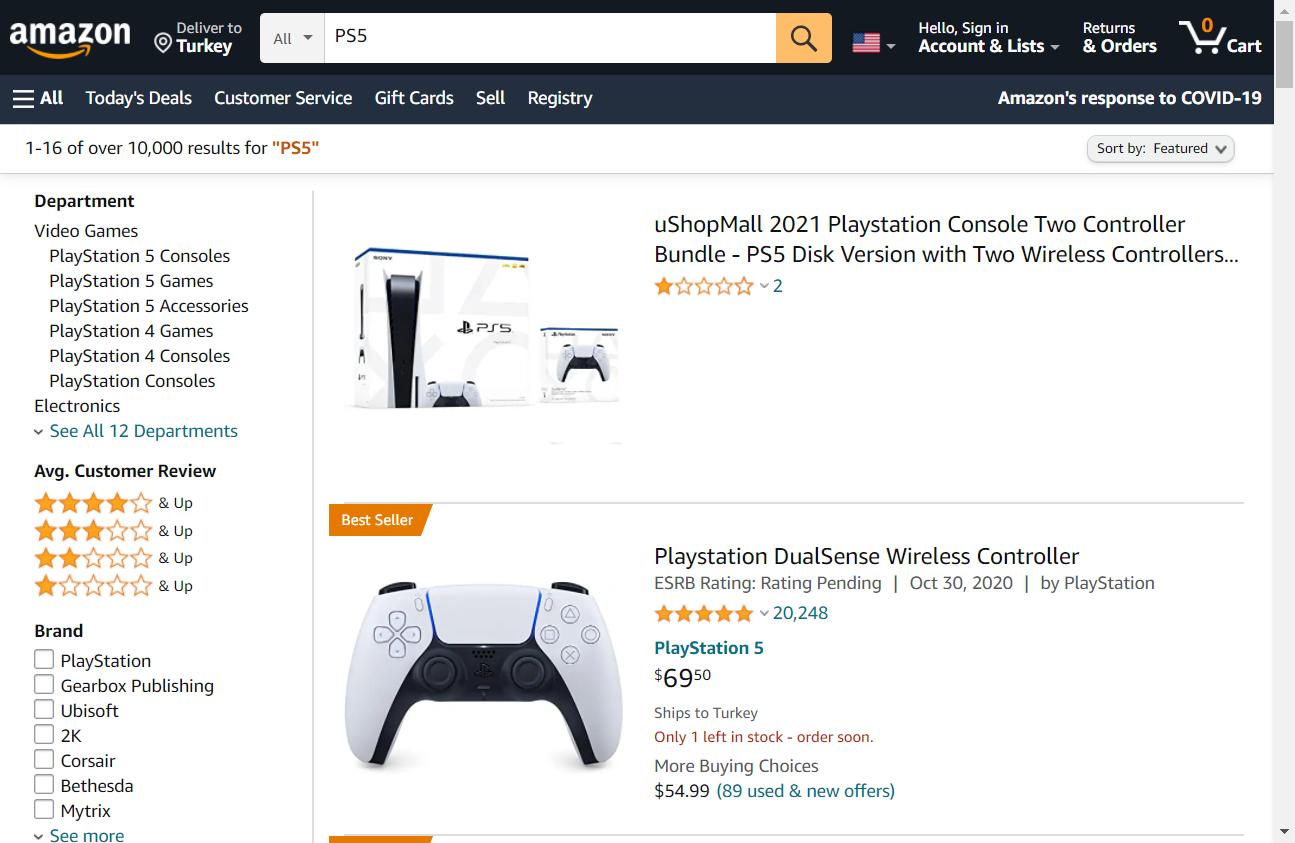 amazon
Deliver to
Turkey
All
PS5
Hello, Sign in
Account & Lists
Returns
& Orders
0
Cart
All
Today's Deals
Customer Service
Gift Cards
Sell
Registry
Amazon's response to COVID-19
1-16 of over 10,000 results for "PS5"
Sort by: Featured
Department
Video Games
PlayStation 5 Consoles
PlayStation 5 Games
PlayStation 5 Accessories
PlayStation 4 Games
PlayStation 4 Consoles
PlayStation Consoles
Electronics
See All 12 Departments
Avg. Customer Review
& Up
& Up
& Up
& Up
Brand
PlayStation
Gearbox Publishing
Ubisoft
2K
Corsair
Bethesda
Mytrix
See more
SONY
PS5
uShopMall 2021 Playstation Console Two Controller
Bundle - PS5 Disk Version with Two Wireless Controllers...
2
Best Seller
Playstation DualSense Wireless Controller
ESRB Rating: Rating Pending | Oct 30, 2020 | by PlayStation
20,248
PlayStation 5
$6950
Ships to Turkey
Only 1 left in stock - order soon.
More Buying Choices
$54.99 (89 used & new offers)